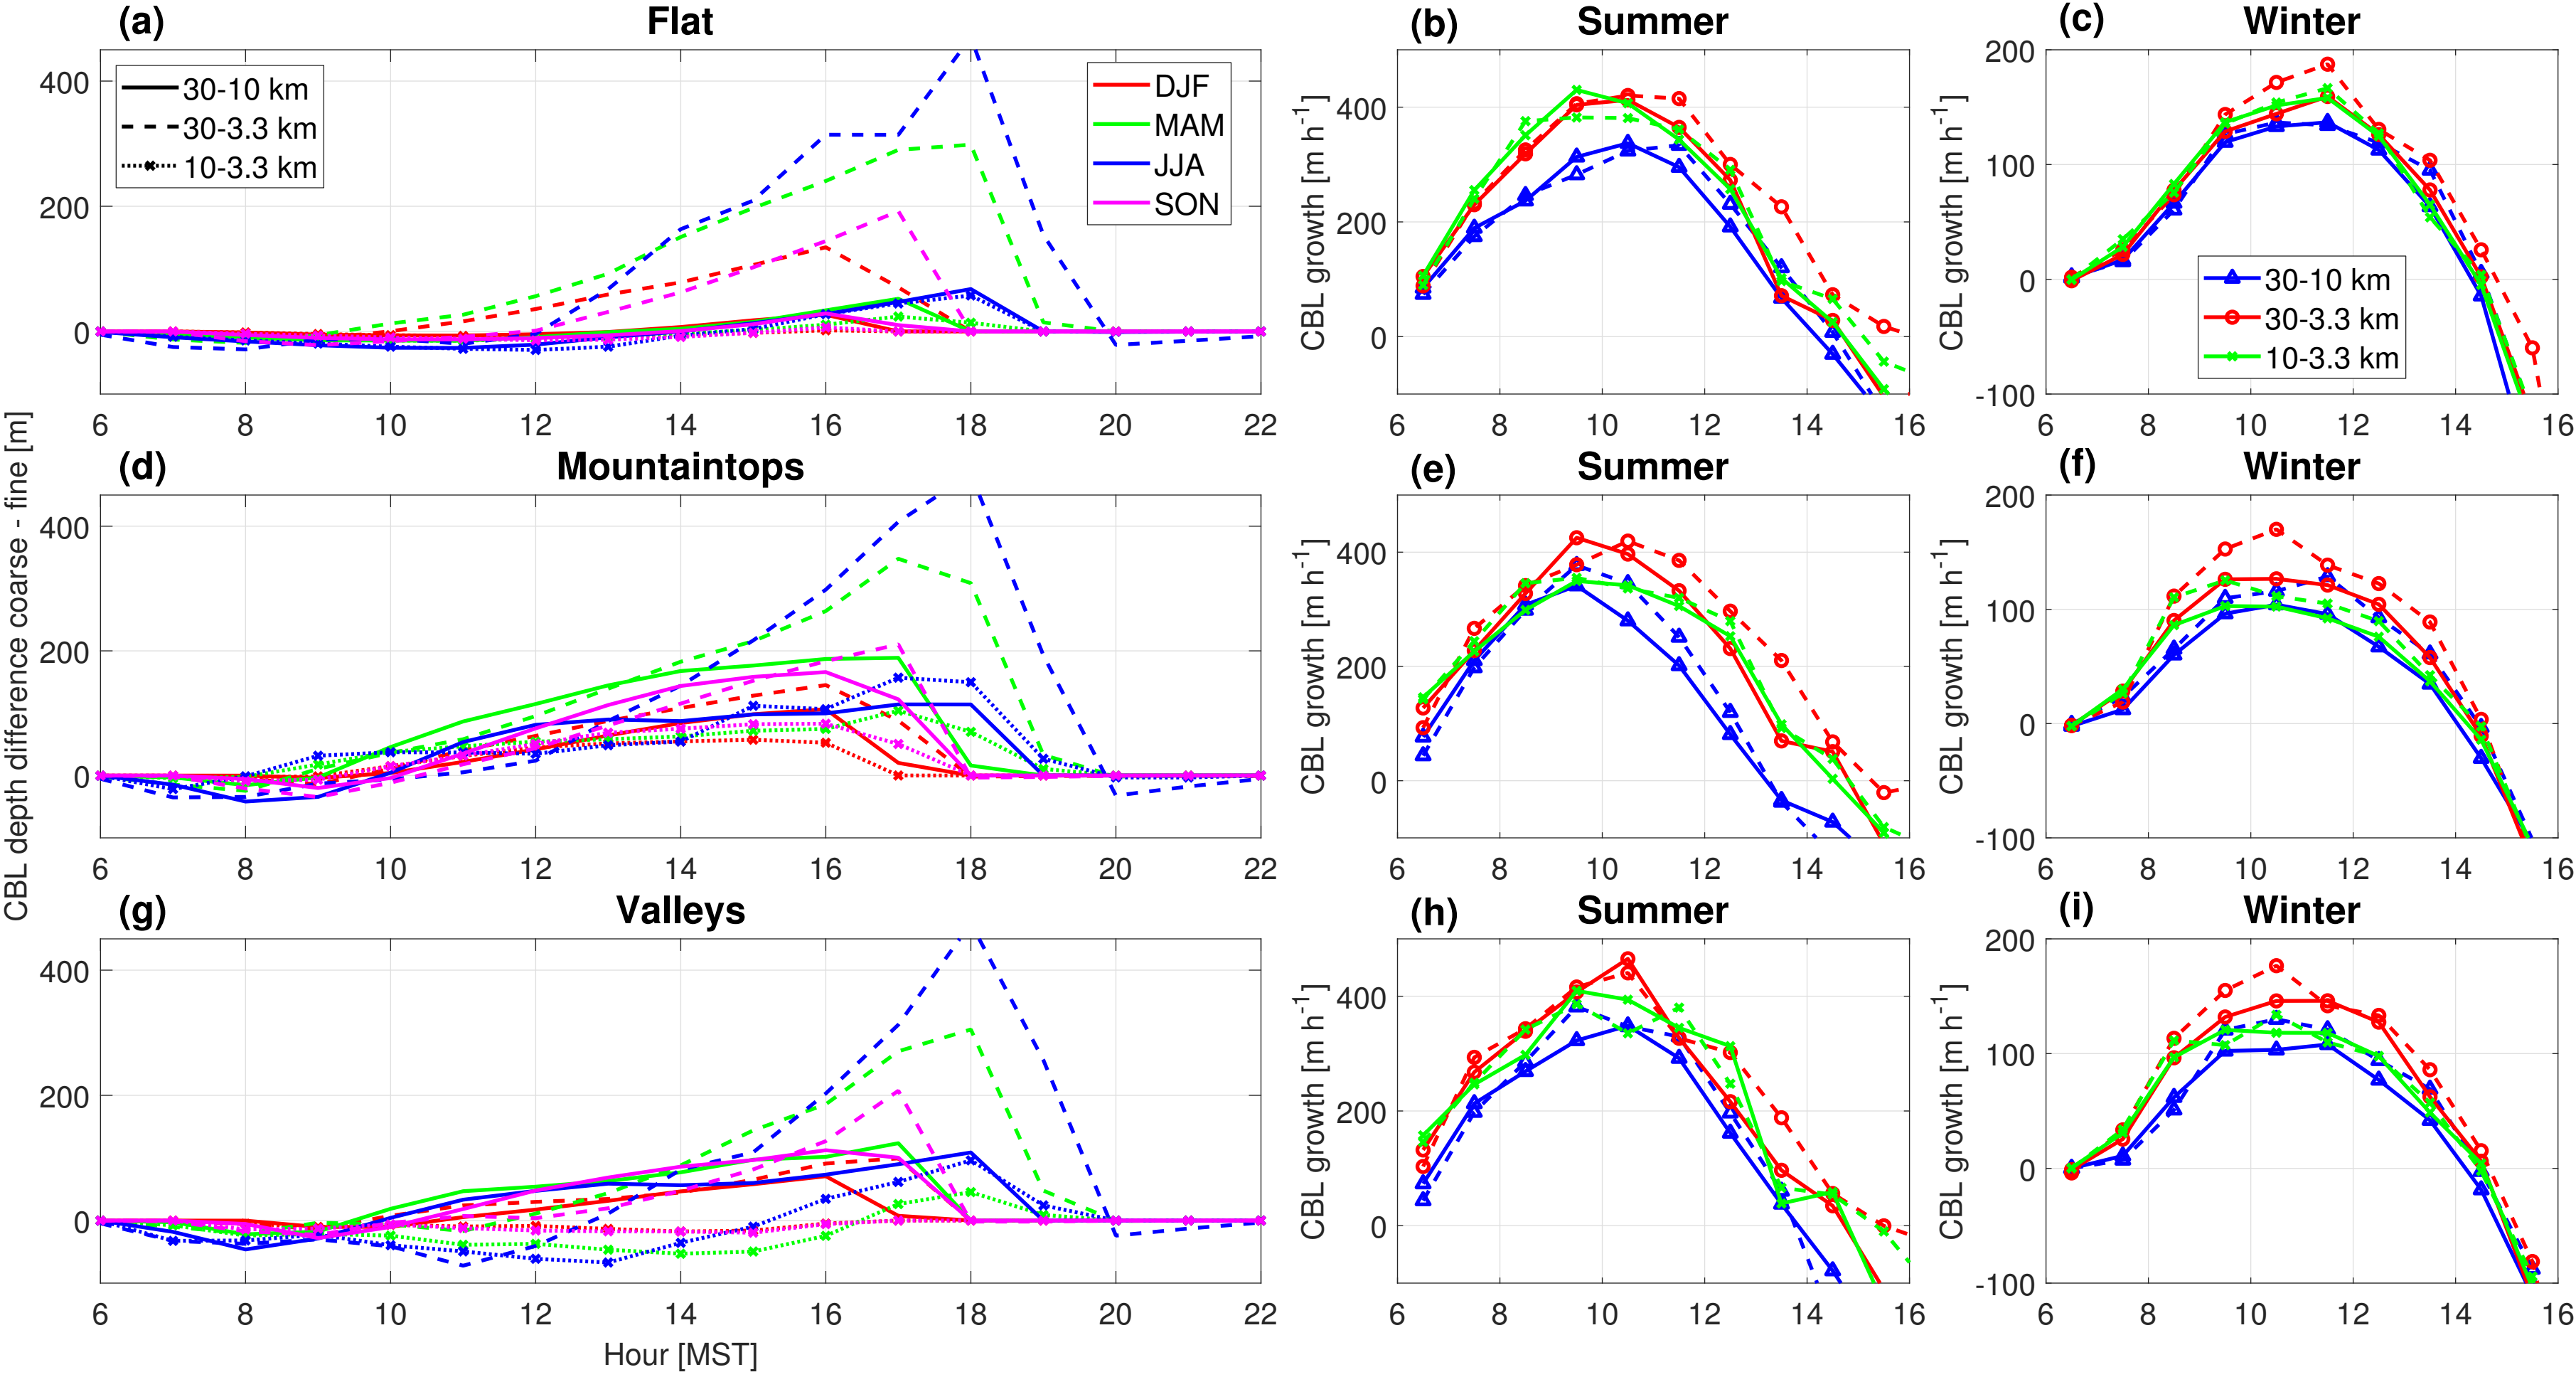 (a) Flat
400
200
0
30-10 km
30-3.3 km
10-3.3 km
DJF
MAM
JJA
SON
6 8 10 12 14 16 18 20 22
(b) Summer
CBL growth [m h-1]
400
200
0
6 8 10 12 14 16
(c) Winter
CBL growth [m h-1]
200
100
0
-100
30-10 km
30-3.3 km
10-3.3 km
6 8 10 12 14 16
CBL depth difference coarse - fine [m]
(d) Mountaintops
400
200
0
6 8 10 12 14 16 18 20 22
(e) Summer
CBL growth [m h-1]
400
200
0
6 8 10 12 14 16
(f) Winter
CBL growth [m h-1]
200
100
0
-100
6 8 10 12 14 16
(g) Valleys
400
200
0
6 8 10 12 14 16 18 20 22
Hour [MST]
(h) Summer
CBL growth [m h-1]
400
200
0
6 8 10 12 14 16
(i) Winter
CBL growth [m h-1]
200
100
0
-100
6 8 10 12 14 16